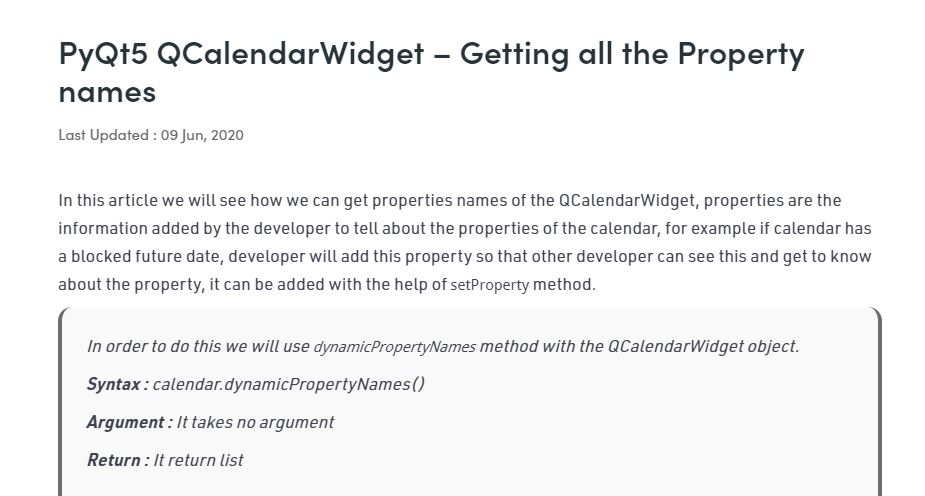 PyQt5 QCalendarWidget – Getting all the Property
names
Last Updated : 09 Jun, 2020
In this article we will see how we can get properties names of the QCalendarWidget, properties are the
information added by the developer to tell about the properties of the calendar, for example if calendar has
a blocked future date, developer will add this property so that other developer can see this and get to know
about the property, it can be added with the help of setProperty method.
In order to do this we will use dynamicPropertyNames method with the QCalendarWidget object.
Syntax : calendar.dynamicPropertyNames()
Argument : It takes no argument
Return : It return list